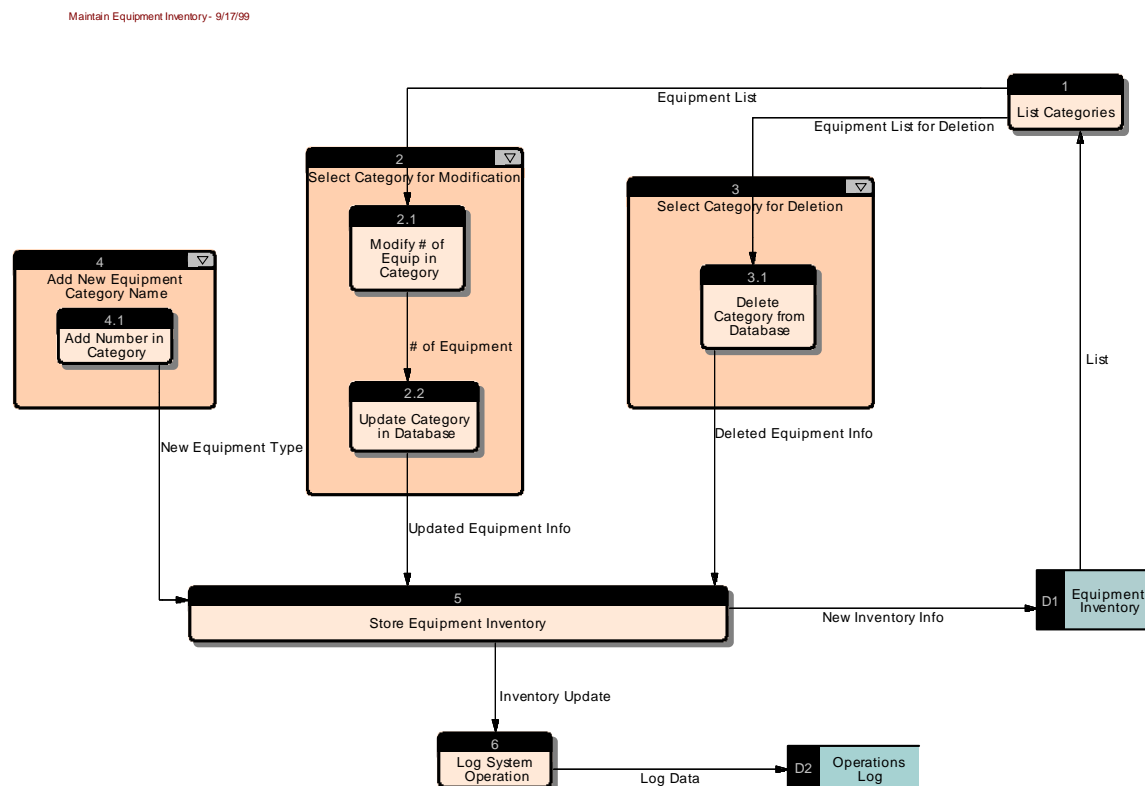 Maintain Equipment Inventory - 9/17/99
1
List Categories
Equipment List
Equipment List for Deletion
2
Select Category for Modification
2.1
Modify # of
Equip in
Category
# of Equipment
2.2
Update Category
in Database
Updated Equipment Info
3
Select Category for Deletion
3.1
Delete
Category from
Database
Deleted Equipment Info
4
Add New Equipment
Category Name
4.1
Add Number in
Category
New Equipment Type
List
5
Store Equipment Inventory
New Inventory Info
D1
Equipment
Inventory
Inventory Update
6
Log System
Operation
Log Data
D2
Operations
Log